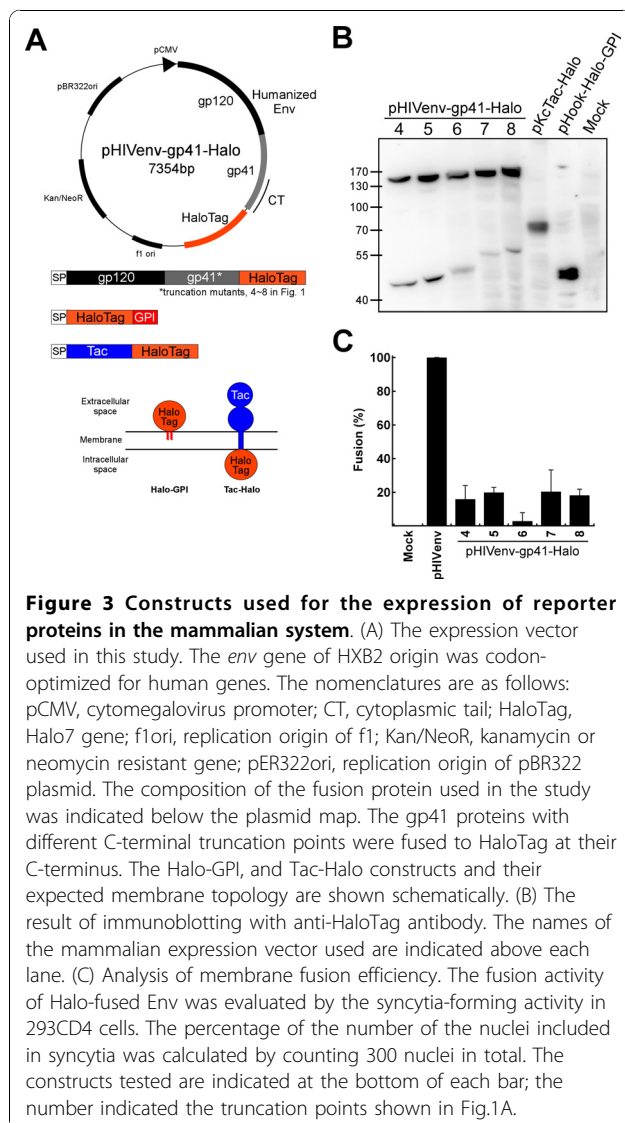 A
pCMV
pBR322ori
gp120
Humanized
Env
pHIVenv-gp41-Halo
7354bp
gp41
CT
Kan/NeoR
HaloTag
f1 ori
SP gp120 gp41* HaloTag
*truncation mutants, 4~8 in Fig. 1
SP HaloTag GPI
SP Tac HaloTag
Extracellular
space
Membrane
Intracellular
space
Halo
Tag
Tac
Halo
Tag
Halo-GPI Tac-Halo
B
pHIVenv-gp41-Halo
4 5 6 7 8
pKcTac-Halo
pHook-Halo-GPI
Mock
170
130
100
70
55
40
C
Fusion (%)
100
80
60
40
20
Mock
pHIVenv
4
5
6
7
8
pHIVenv-gp41-Halo
Figure 3 Constructs used for the expression of reporter
proteins in the mammalian system. (A) The expression vector
used in this study. The env gene of HXB2 origin was codon-
optimized for human genes. The nomenclatures are as follows:
pCMV, cytomegalovirus promoter; CT, cytoplasmic tail; HaloTag,
Halo7 gene; f1ori, replication origin of f1; Kan/NeoR, kanamycin or
neomycin resistant gene; pER322ori, replication origin of pBR322
plasmid. The composition of the fusion protein used in the study
was indicated below the plasmid map. The gp41 proteins with
different C-terminal truncation points were fused to HaloTag at their
C-terminus. The Halo-GPI, and Tac-Halo constructs and their
expected membrane topology are shown schematically. (B) The
result of immunoblotting with anti-HaloTag antibody. The names of
the mammalian expression vector used are indicated above each
lane. (C) Analysis of membrane fusion efficiency. The fusion activity
of Halo-fused Env was evaluated by the syncytia-forming activity in
293CD4 cells. The percentage of the number of the nuclei included
in syncytia was calculated by counting 300 nuclei in total. The
constructs tested are indicated at the bottom of each bar; the
number indicated the truncation points shown in Fig.1A.